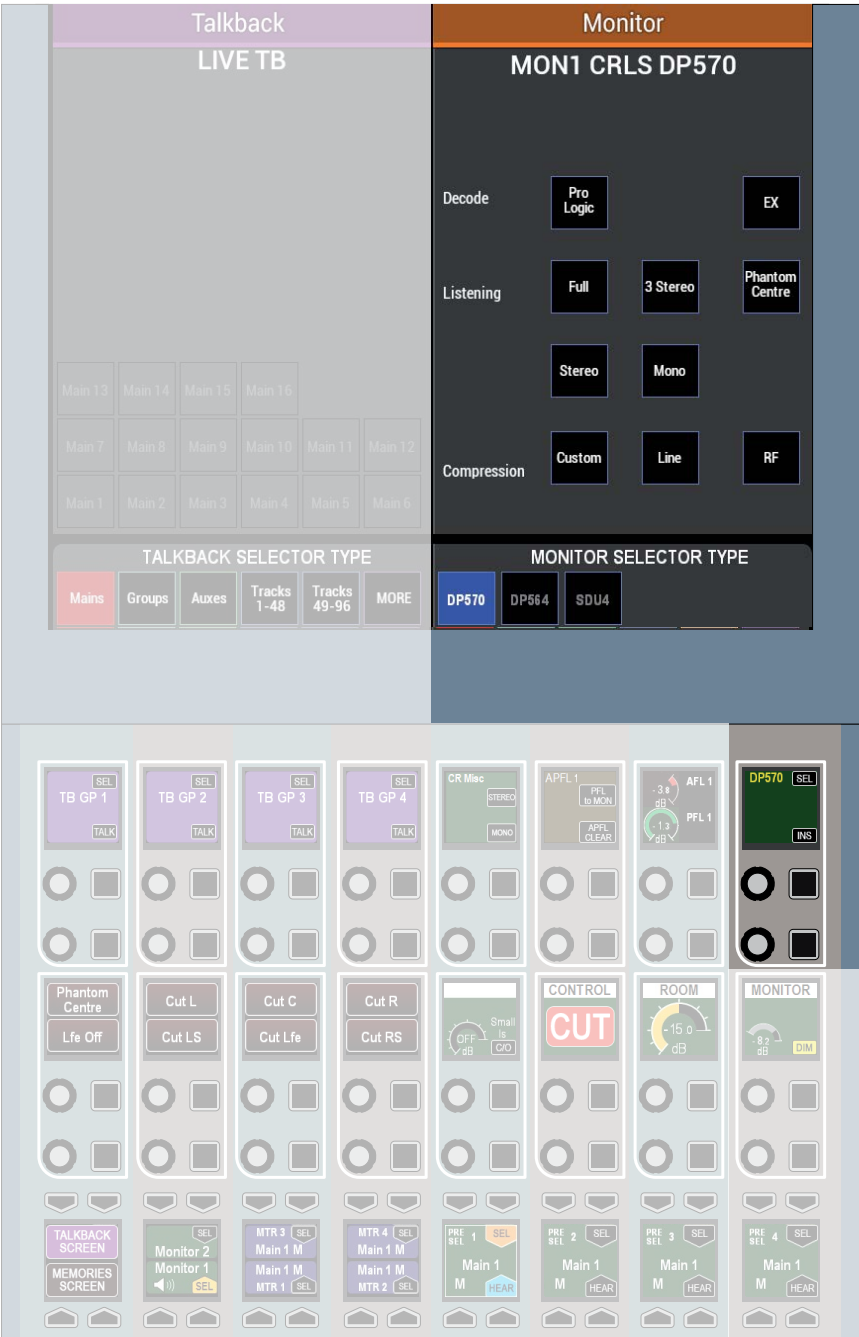 Talkback
Monitor
LIVE TB
MON1 CRLS DP570
Decode
Pro
Logic
EX
Listening
Full
3 Stereo
Phantom
Centre
Stereo
Mono
Compression
Custom
Line
RF
Main 13 Main 14 Main 15 Main 16
Main 7 Main 8 Main 9 Main 10 Main 11 Main 12
Main 1 Main 2 Main 3 Main 4 Main 5 Main 6
TALKBACK SELECTOR TYPE
Mains
Groups
Auxes
Tracks
1-48
Tracks
49-96
MORE
MONITOR SELECTOR TYPE
DP570
DP564
SDU4
SEL
TB GP 1
TALK
SEL
TB GP 2
TALK
SEL
TB GP 3
TALK
SEL
TB GP 4
TALK
CR Misc
STEREO
MONO
APFL 1
PFL
to MON
APFL
CLEAR
AFL 1
- 3.8
dB
PFL 1
- 1.3
dB
DP570 SEL
INS
Phantom
Centre
Lfe Off
Cut L
Cut LS
Cut C
Cut Lfe
Cut R
Cut RS
Small
ls
OFF
dB
C/O
CONTROL
CUT
ROOM
-15 0
dB
MONITOR
- 8.2
dB
DIM
TALKBACK
SCREEN
MEMORIES
SCREEN
SEL
Monitor 2
Monitor 1
SEL
MTR 3 SEL
Main 1 M
Main 1 M
MTR 1 SEL
MTR 4 SEL
Main 1 M
Main 1 M
MTR 2 SEL
PRE
SEL 1 SEL
Main 1
M HEAR
PRE
SEL 2 SEL
Main 1
M HEAR
PRE
SEL 3 SEL
Main 1
M HEAR
PRE
SEL 4 SEL
Main 1
M HEAR